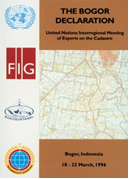 THE BOGOR
DECLARATION
United Nations Interregional Meeting
of Experts on the Cadastre
FIG
Bogor, Indonesia
18 - 22 March, 1996